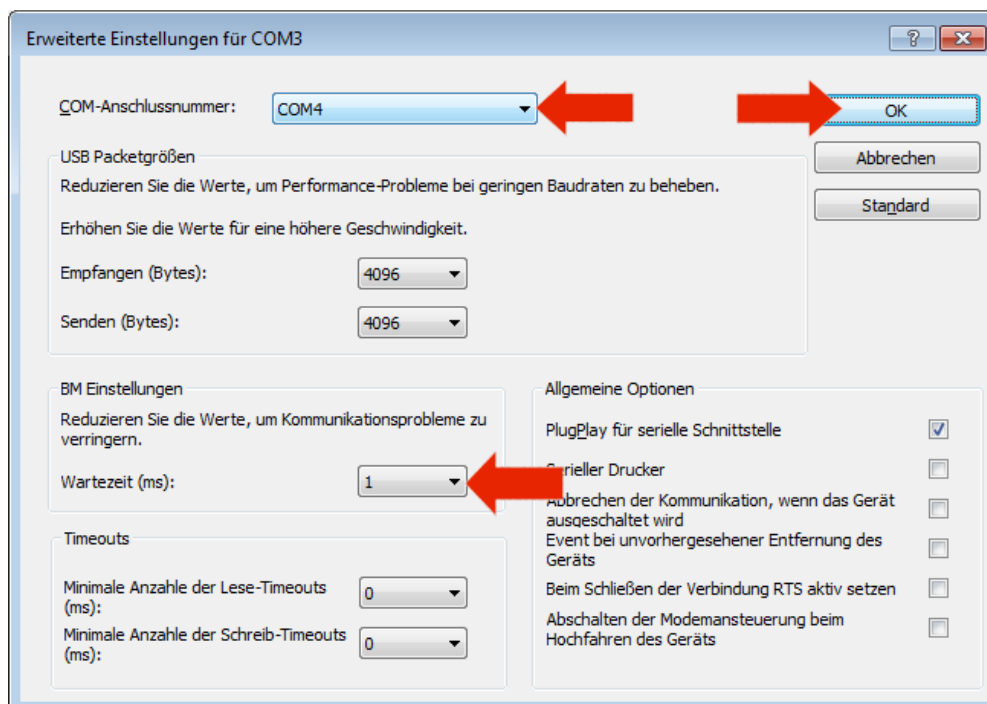 Erweiterte Einstellungen für COM3
COM-Anschlussnummer:
COM4
OK
Abbrechen
Standard
USB Packetgrößen
Reduzieren Sie die Werte, um Performance-Probleme bei geringen Baudraten zu beheben.
Erhöhen Sie die Werte für eine höhere Geschwindigkeit.
Empfangen (Bytes):
4096
Senden (Bytes):
4096
BM Einstellungen
Reduzieren Sie die Werte, um Kommunikationsprobleme zu
verringern.
Wartezeit (ms):
1
Timeouts
Minimale Anzahle der Lese-Timeouts
(ms):
0
Minimale Anzahle der Schreib-Timeouts
(ms):
0
Allgemeine Optionen
PlugPlay für serielle Schnittstelle
Serieller Drucker
Abbrechen der Kommunikation, wenn das Gerät
ausgeschaltet wird
Event bei unvorhergesehener Entfernung des
Geräts
Beim Schließen der Verbindung RTS aktiv setzen
Abschalten der Modemansteuerung beim
Hochfahren des Geräts